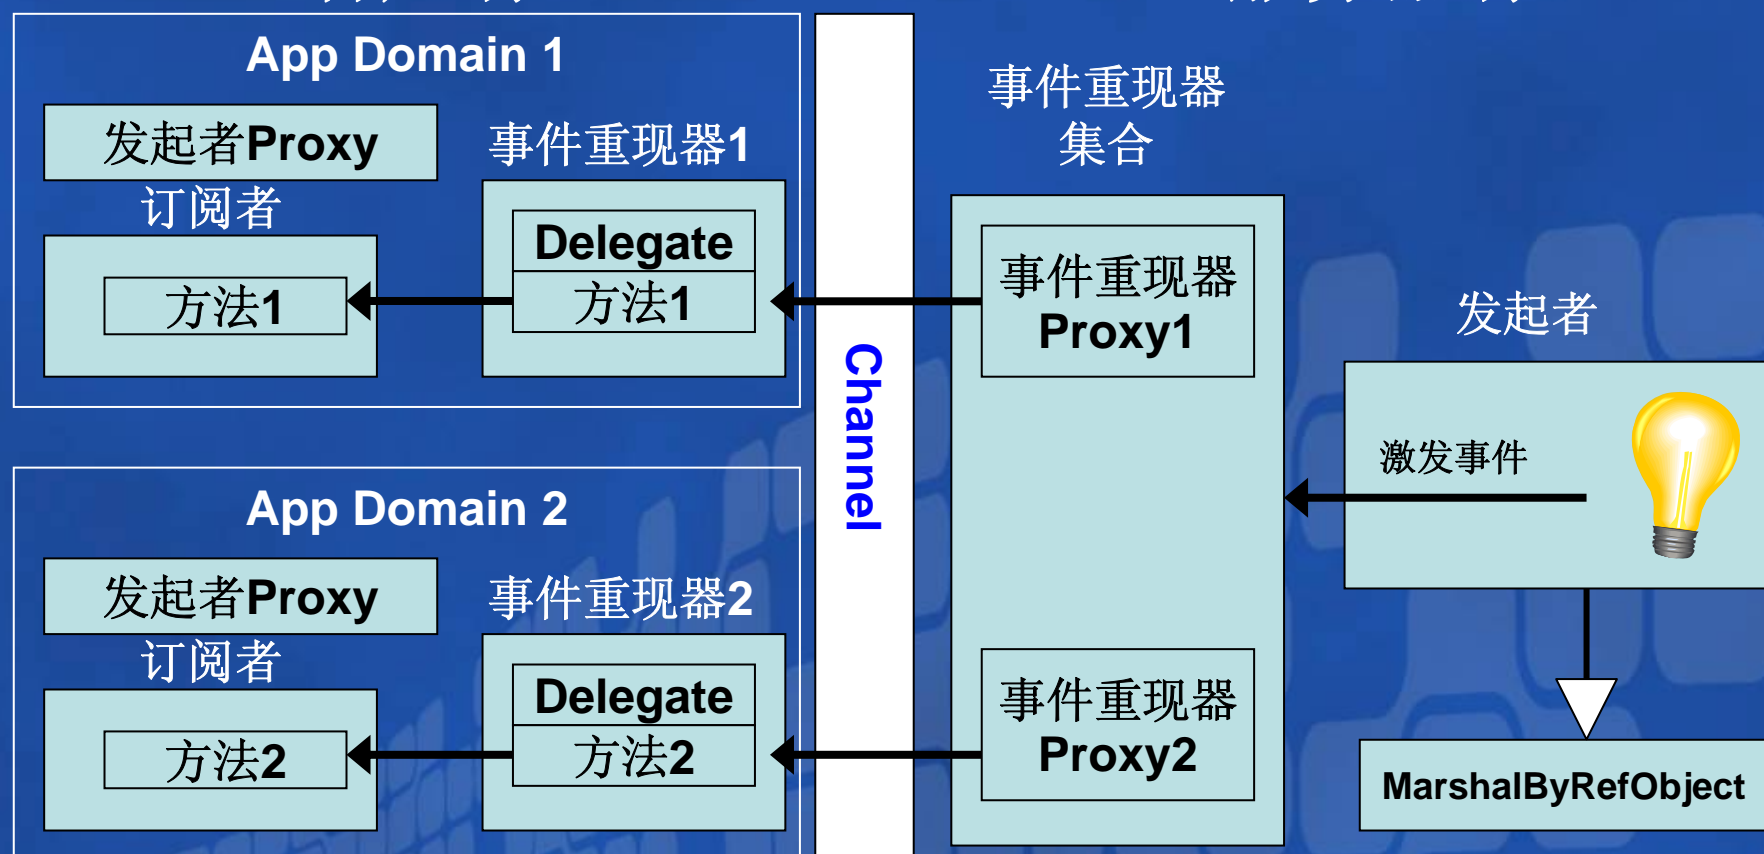 App Domain 1
发起者Proxy
事件重现器1
订阅者
Delegate
方法1
方法1
App Domain 2
发起者Proxy
事件重现器2
订阅者
Delegate
方法2
方法2
Channel
事件重现器
集合
事件重现器
Proxy1
事件重现器
Proxy2
发起者
激发事件
MarshalByRefObject